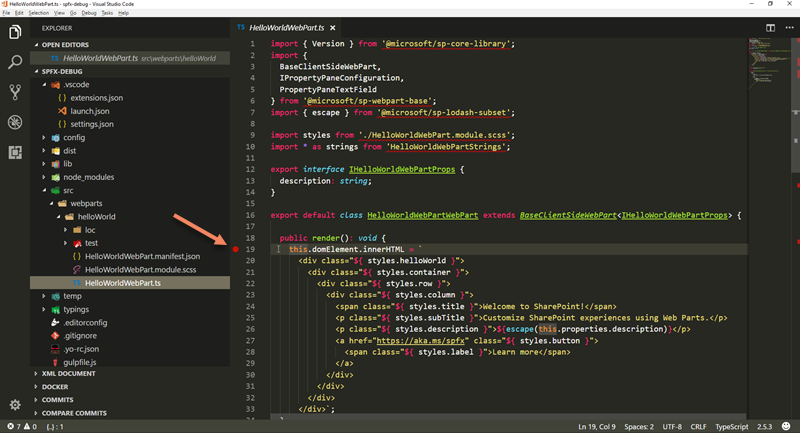 HelloWorldWebPart.ts - spfx-debug - Visual Studio Code
File Edit Selection View Go Debug Tasks Help
EXPLORER
OPEN EDITORS
TS HelloWorldWebPart.ts src\webparts\helloWorld
SPFX-DEBUG
.vscode
{} extensions.json
launch.json
{} settings.json
config
dist
lib
node_modules
src
webparts
helloWorld
loc
test
{} HelloWorldWebPart.manifest.json
HelloWorldWebPart.module.scss
TS HelloWorldWebPart.ts
temp
typings
.editorconfig
.gitignore
.yo-rc.json
gulpfile.js
XML DOCUMENT
DOCKER
COMMITS
COMPARE COMMITS
TS HelloWorldWebPart.ts ×
1 import { Version } from '@microsoft/sp-core-library';
2 import {
3 BaseClientSideWebPart,
4 IPropertyPaneConfiguration,
5 PropertyPaneTextField
6 } from '@microsoft/sp-webpart-base';
7 import { escape } from '@microsoft/sp-lodash-subset';
8
9 import styles from './HelloWorldWebPart.module.scss';
10 import * as strings from 'HelloWorldWebPartStrings';
11
12 export interface IHelloWorldWebPartProps {
13 description: string;
14 }
15
16 export default class HelloWorldWebPartWebPart extends BaseClientSideWebPart<IHelloWorldWebPartProps> {
17
18 public render(): void {
19 this.domElement.innerHTML = `
20 <div class="${ styles.helloWorld }">
21 <div class="${ styles.container }">
22 <div class="${ styles.row }">
23 <div class="${ styles.column }">
24 <span class="${ styles.title }">Welcome to SharePoint!</span>
25 <p class="${ styles.subTitle }">Customize SharePoint experiences using Web Parts.</p>
26 <p class="${ styles.description }">${escape(this.properties.description)}</p>
27 <a href="https://aka.ms/spfx" class="${ styles.button }">
28 <span class="${ styles.label }">Learn more</span>
29 </a>
30 </div>
31 </div>
32 </div>
33 </div>`;
7 0 {..} : 1
Ln 19, Col 9 Spaces: 2 UTF-8 CRLF TypeScript 2.5.3